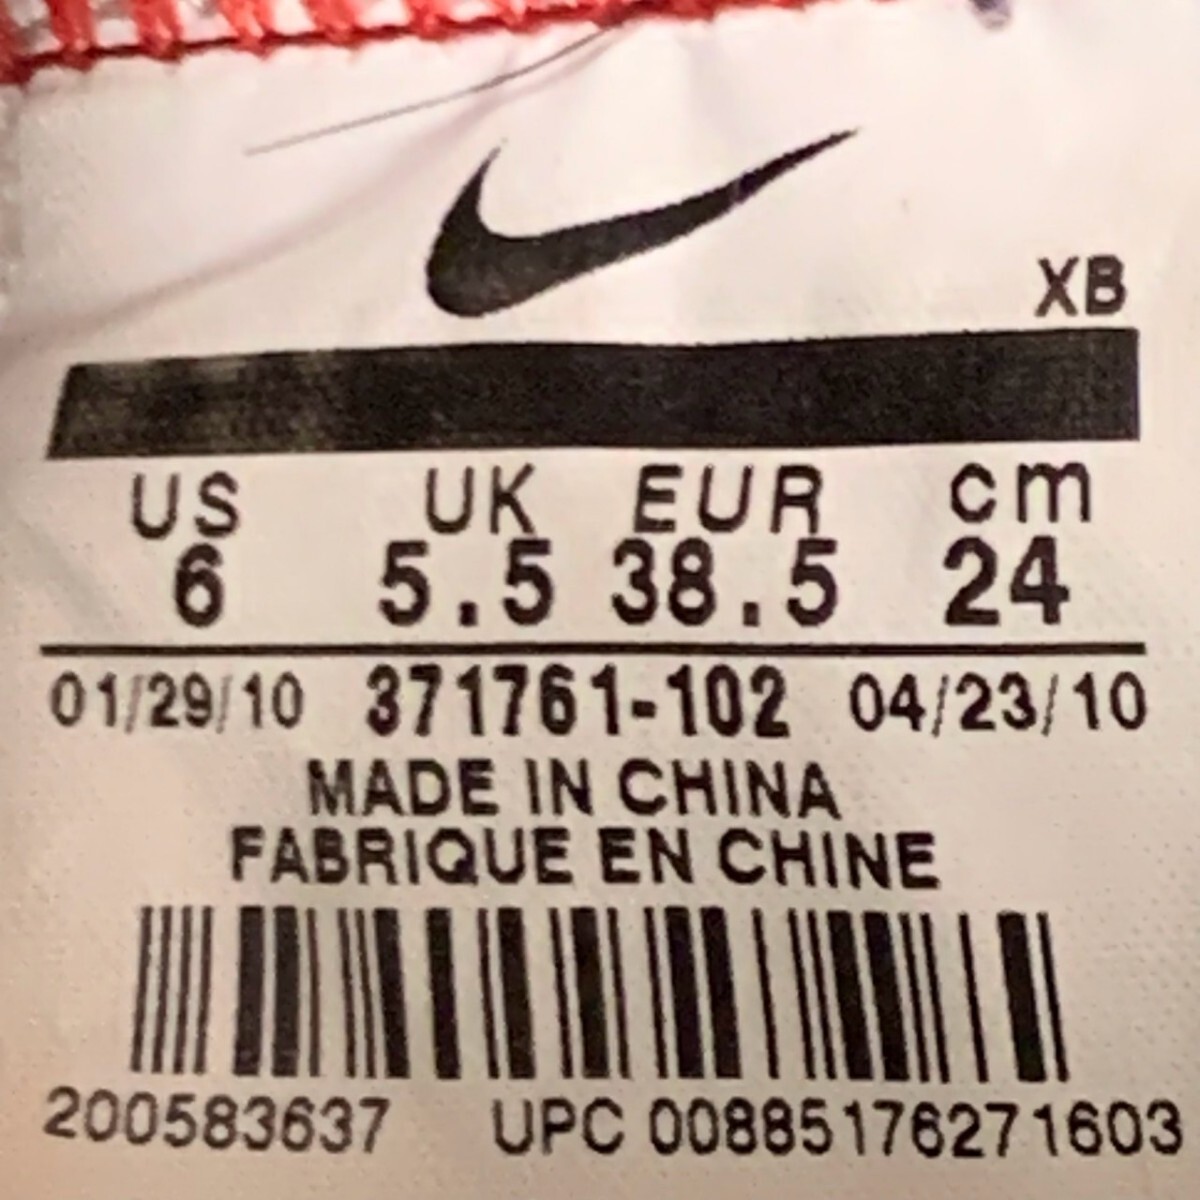 XB
US UK EUR cm
6 5.5 38.5 24
01/29/10 371761-102 04/23/10
MADE IN CHINA
FABRIQUE EN CHINE
200583637 UPC 00885176271603